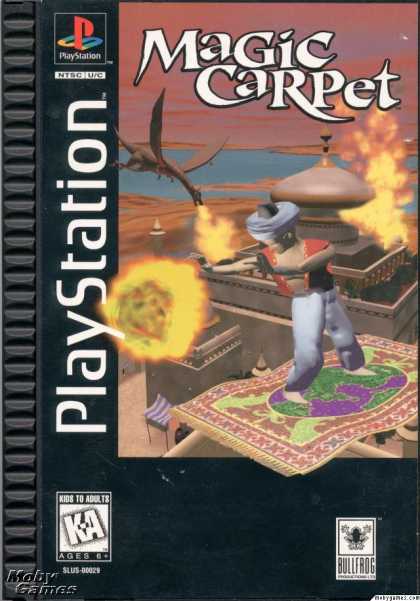 PlayStation
NTSC U/C
MAGIC
CARPET
PlayStation
KIDS TO ADULTS
K-A
AGES 6+
SLUS-00029
BULLFROG
PRODUCTIONS LTD.
Moby
Games
mobygames.com